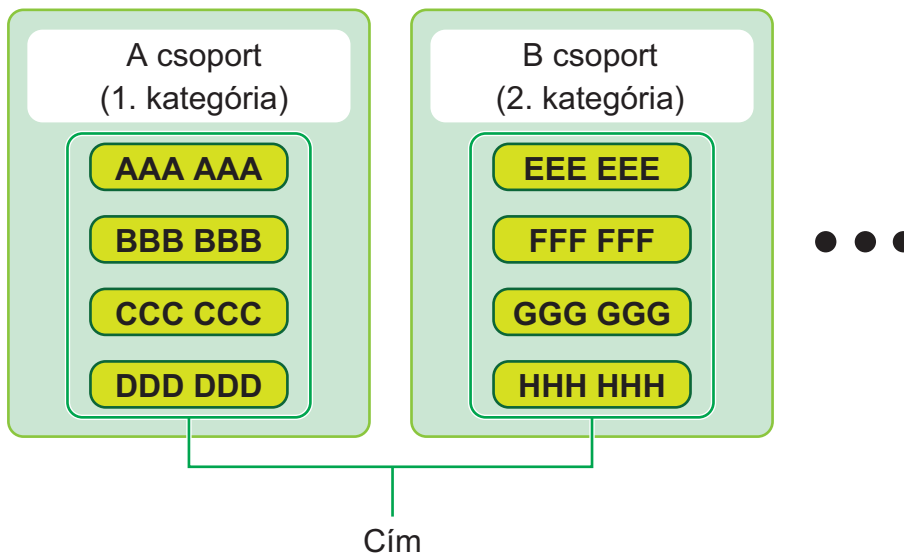 A csoport
(1. kategória)
AAA AAA
BBB BBB
CCC CCC
DDD DDD
B csoport
(2. kategória)
EEE EEE
FFF FFF
GGG GGG
HHH HHH
Cím